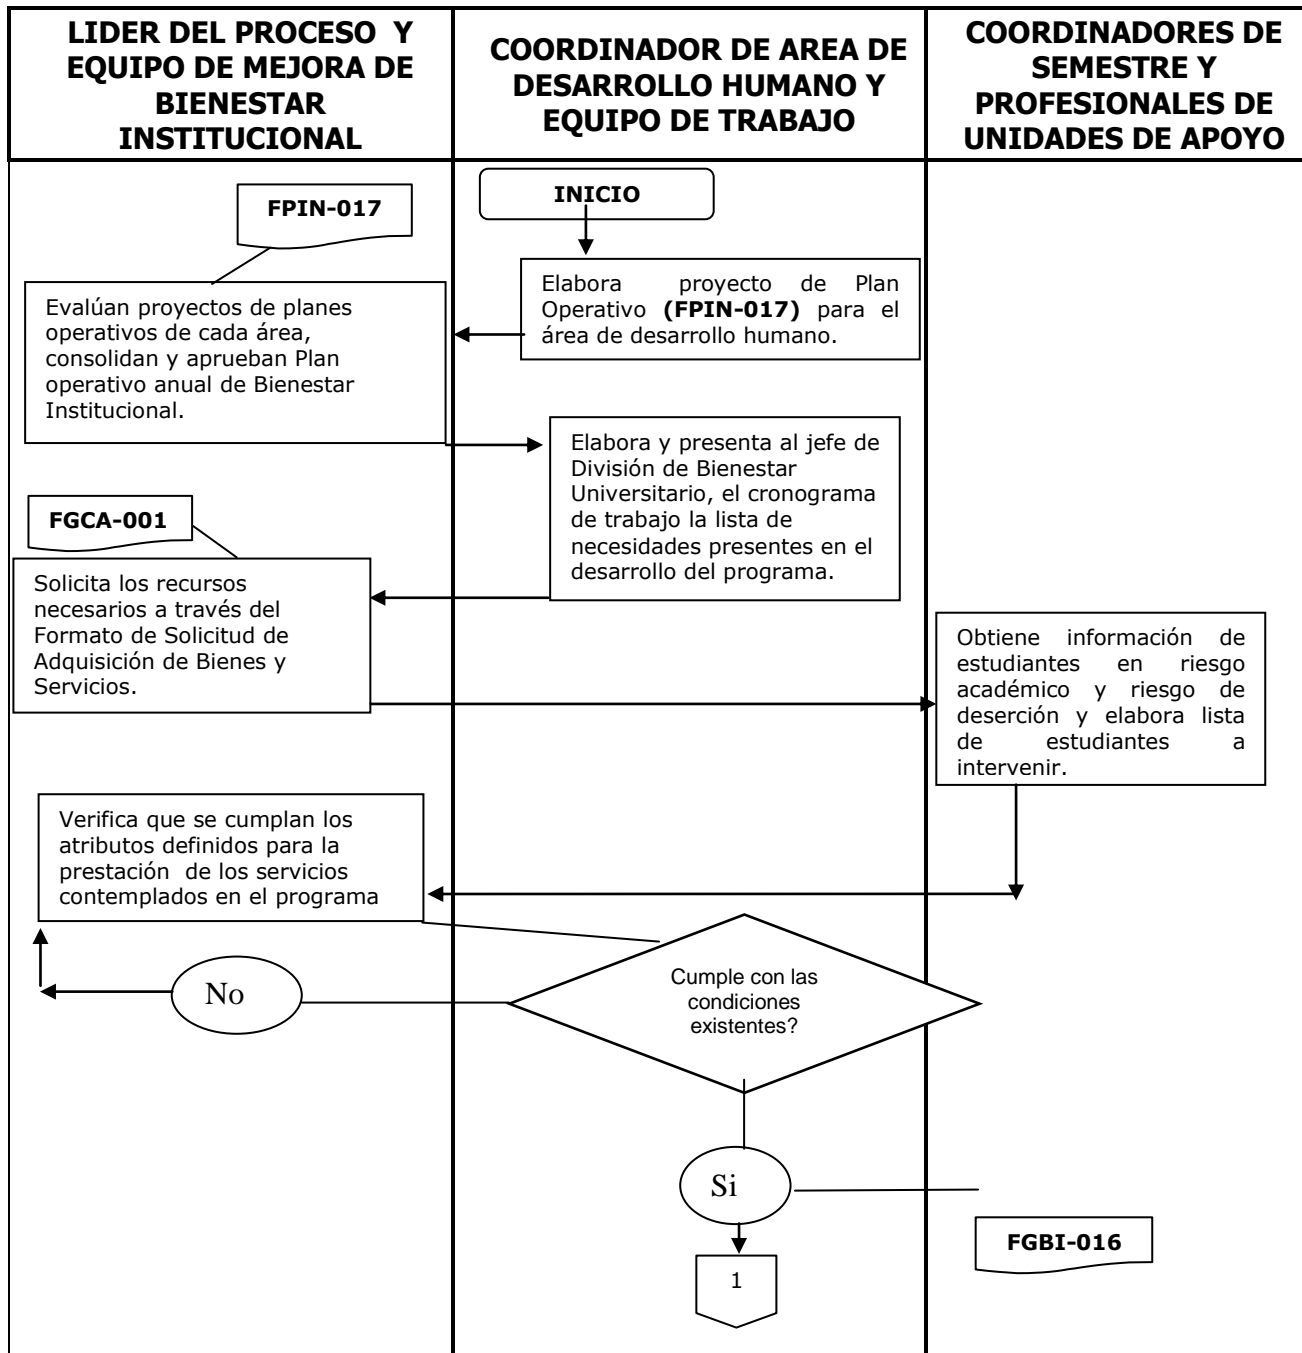 LIDER DEL PROCESO Y
EQUIPO DE MEJORA DE
BIENESTAR
INSTITUCIONAL
COORDINADOR DE AREA DE
DESARROLLO HUMANO Y
EQUIPO DE TRABAJO
COORDINADORES DE
SEMESTRE Y
PROFESIONALES DE
UNIDADES DE APOYO
INICIO
FPIN-017
Elabora proyecto de Plan
Operativo (FPIN-017) para el
área de desarrollo humano.
Evalúan proyectos de planes
operativos de cada área,
consolidan y aprueban Plan
operativo anual de Bienestar
Institucional.
Elabora y presenta al jefe de
División de Bienestar
Universitario, el cronograma
de trabajo la lista de
necesidades presentes en el
desarrollo del programa.
FGCA-001
Solicita los recursos
necesarios a través del
Formato de Solicitud de
Adquisición de Bienes y
Servicios.
Obtiene información de
estudiantes en riesgo
académico y riesgo de
deserción y elabora lista
de estudiantes a
intervenir.
Verifica que se cumplan los
atributos definidos para la
prestación de los servicios
contemplados en el programa
Cumple con las
condiciones
existentes?
No
Si
FGBI-016
1